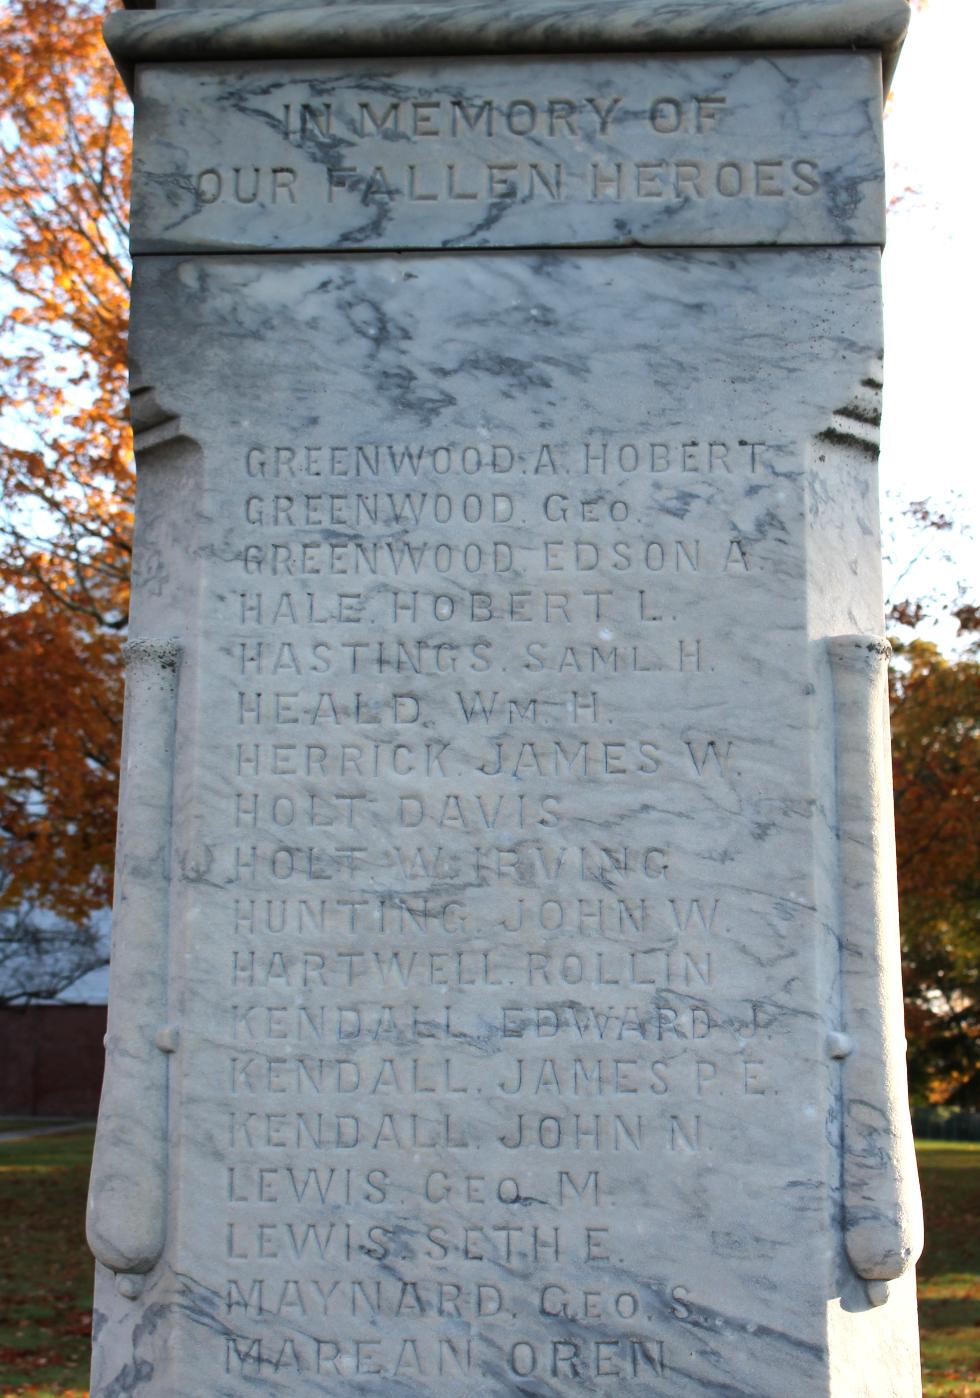 IN MEMORY OF
OUR FALLEN HEROES
GREENWOOD. A. HOBERT
GREENWOOD. GEO.
GREENWOOD. EDSON A.
HALE. HOBERT L.
HASTINGS. SAML. H.
HEALD. WM. H.
HERRICK. JAMES W.
HOLT. DAVIS
HOLT. W. IRVING
HUNTING. JOHN W.
HARTWELL. ROLLIN
KENDALL. EDWARD J.
KENDALL. JAMES P. E.
KENDALL. JOHN N.
LEWIS. GEO. M.
LEWIS. SETH E.
MAYNARD. GEO. S.
MAREAN. OREN